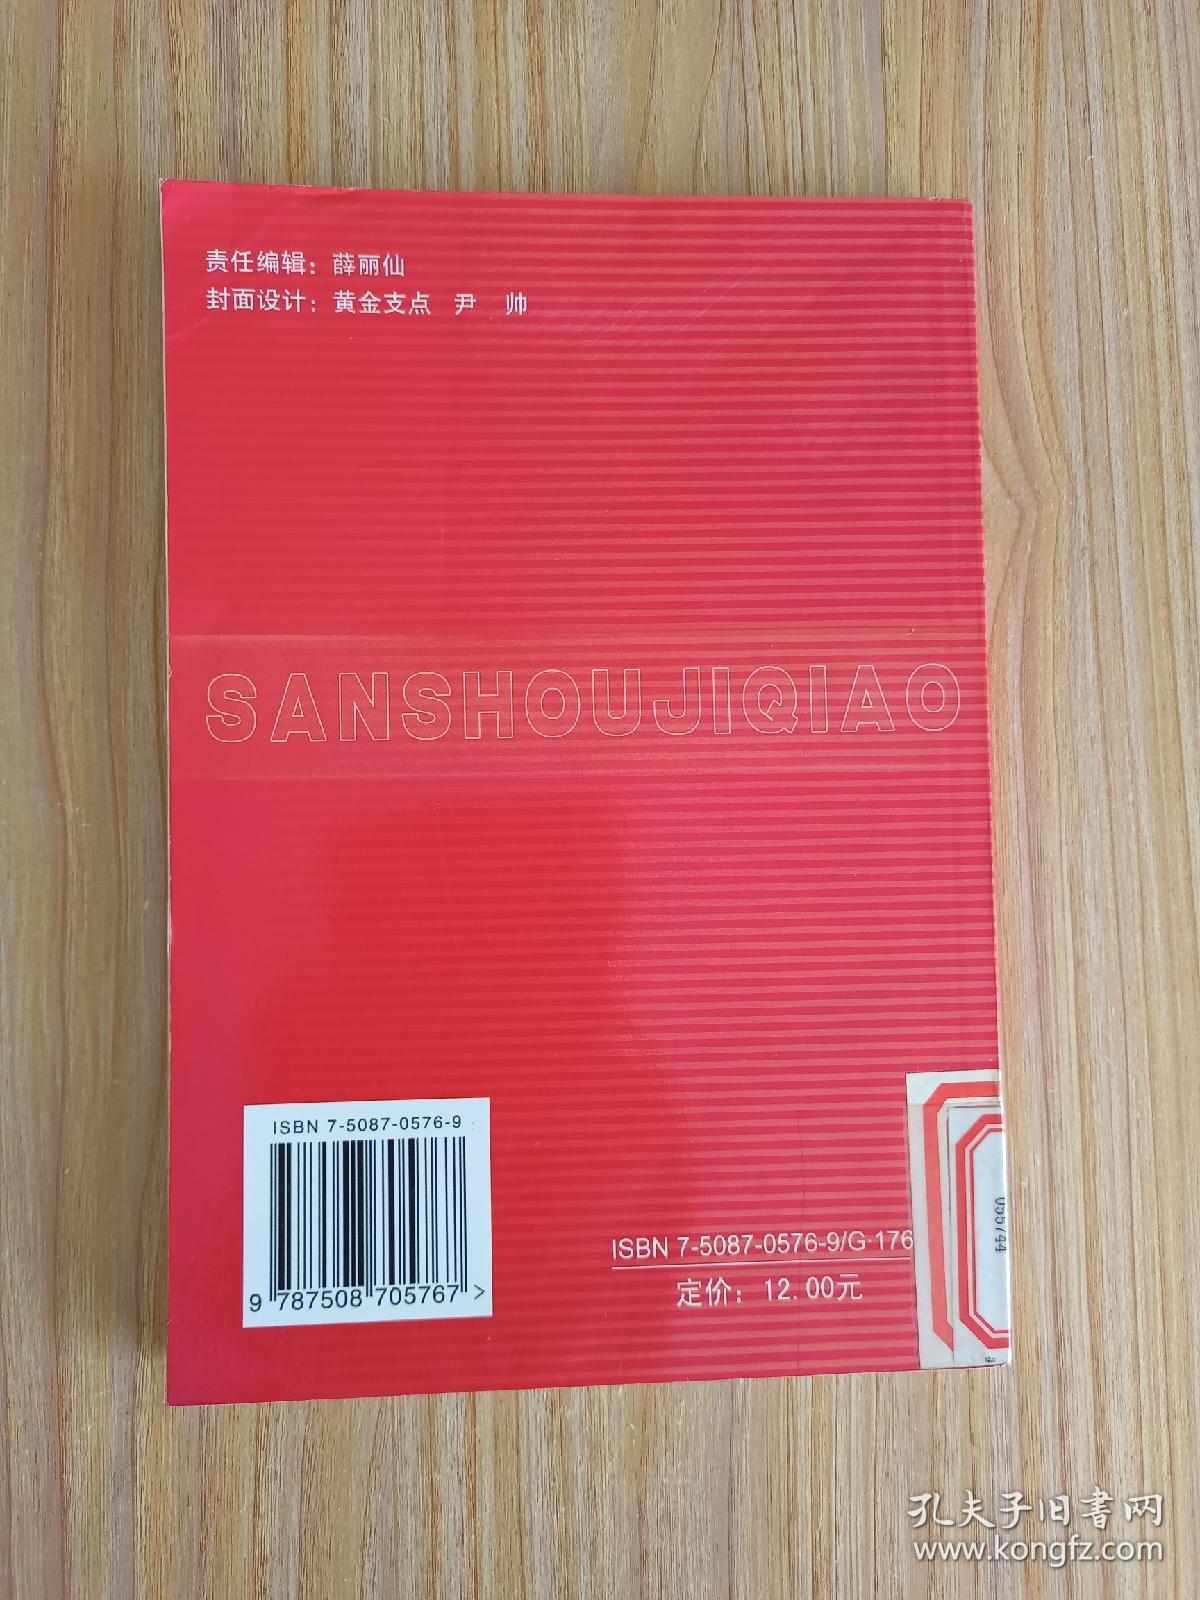 责任编辑：薛丽仙
封面设计：黄金支点 尹 帅
SANSHOUJIQIAO
ISBN 7-5087-0576-9
9 787508 705767 >
ISBN 7-5087-0576-9/G·176
定价：12.00元
055744
孔夫子旧书网
www.kongfz.com